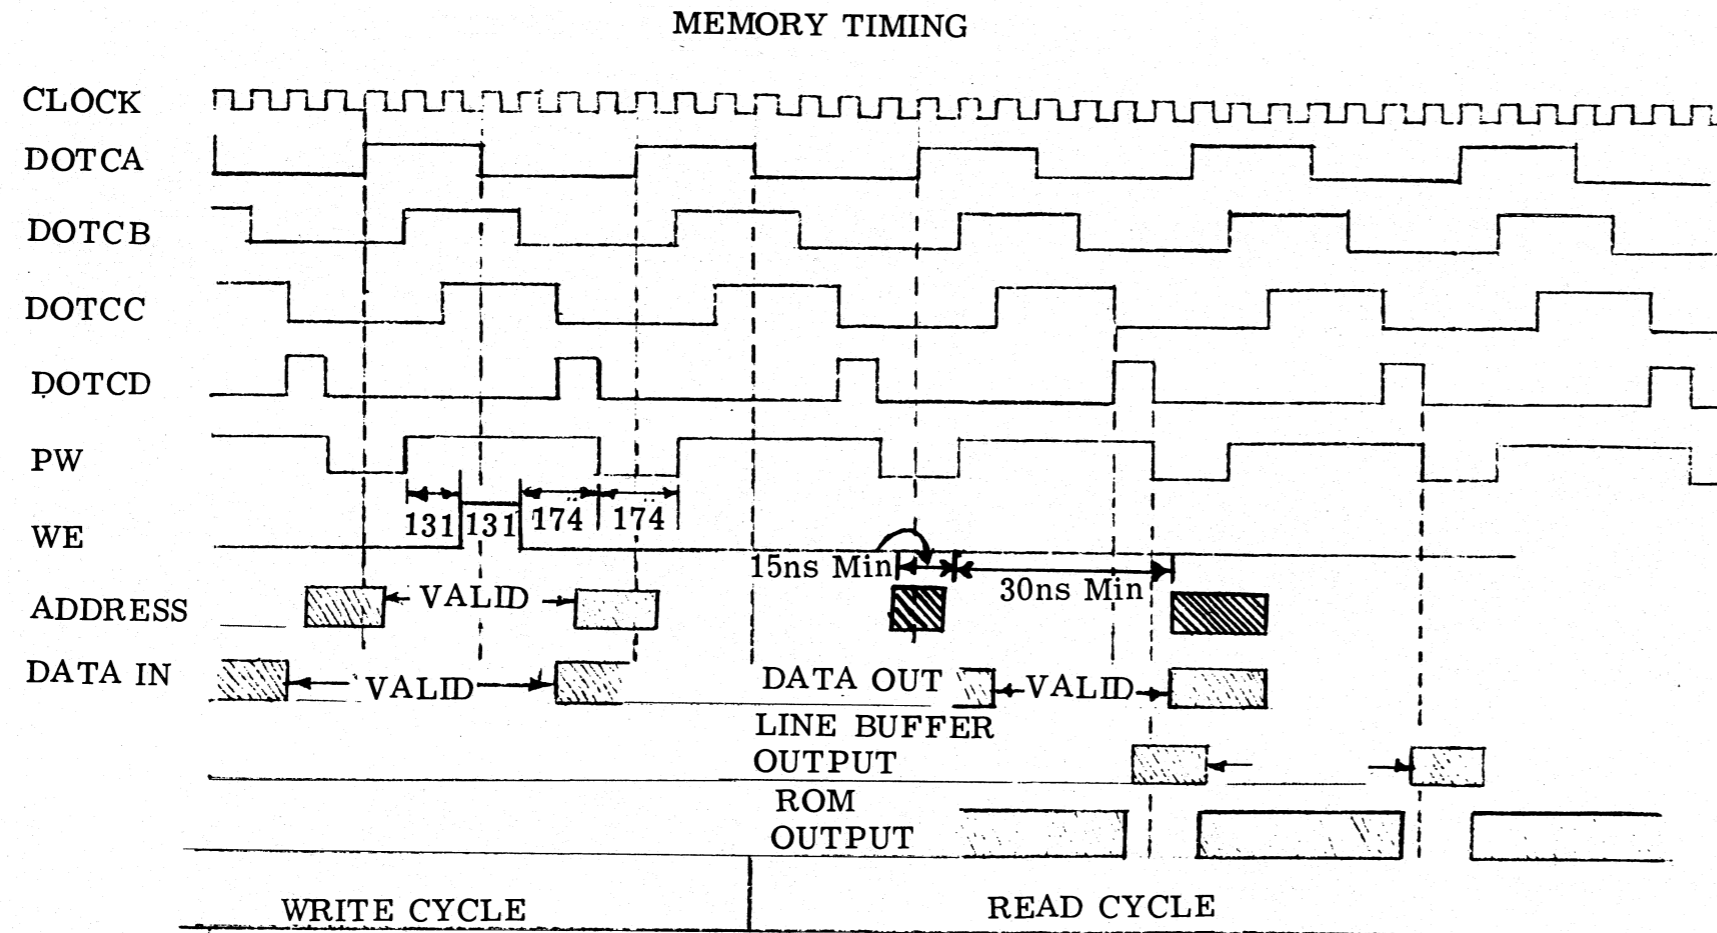 MEMORY TIMING
CLOCK
DOTCA
DOTCB
DOTCC
DOTCD
PW
131 131 174 174
WE
15ns Min
30ns Min
ADDRESS VALID
DATA IN VALID
DATA OUT VALID
LINE BUFFER
OUTPUT
ROM
OUTPUT
WRITE CYCLE READ CYCLE